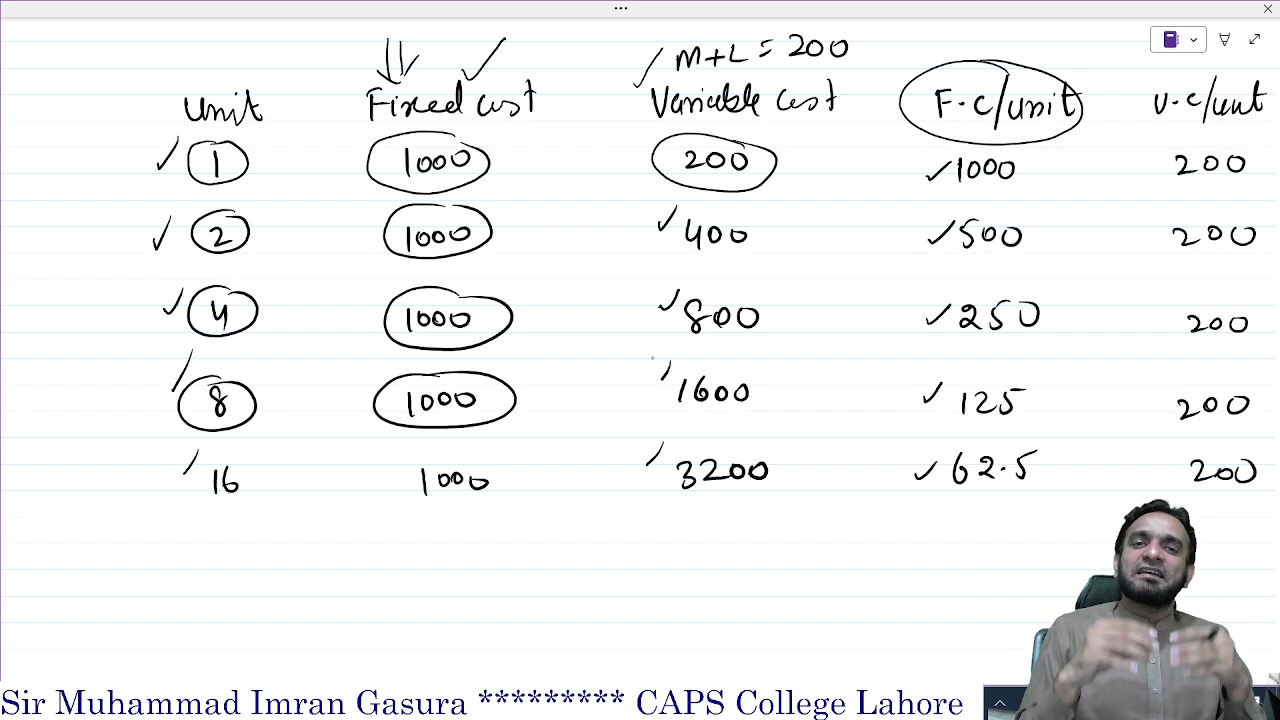 M+L = 200
Unit Fixed cost Variable cost F.C/unit V.C/unit
1 1000 200 1000 200
2 1000 400 500 200
4 1000 800 250 200
8 1000 1600 125 200
16 1000 3200 62.5 200
Sir Muhammad Imran Gasura ********* CAPS College Lahore